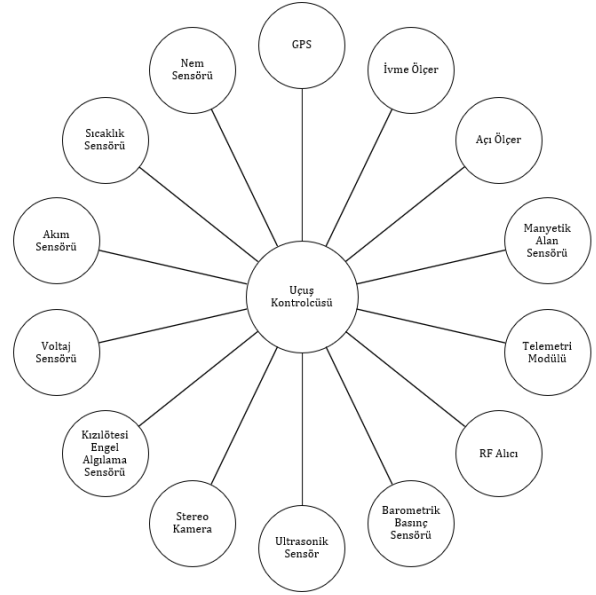 GPS
İvme Ölçer
Açı Ölçer
Manyetik
Alan
Sensörü
Telemetri
Modülü
RF Alıcı
Barometrik
Basınç
Sensörü
Ultrasonik
Sensör
Stereo
Kamera
Kızılötesi
Engel
Algılama
Sensörü
Voltaj
Sensörü
Akım
Sensörü
Sıcaklık
Sensörü
Nem
Sensörü
Uçuş
Kontrolcüsü